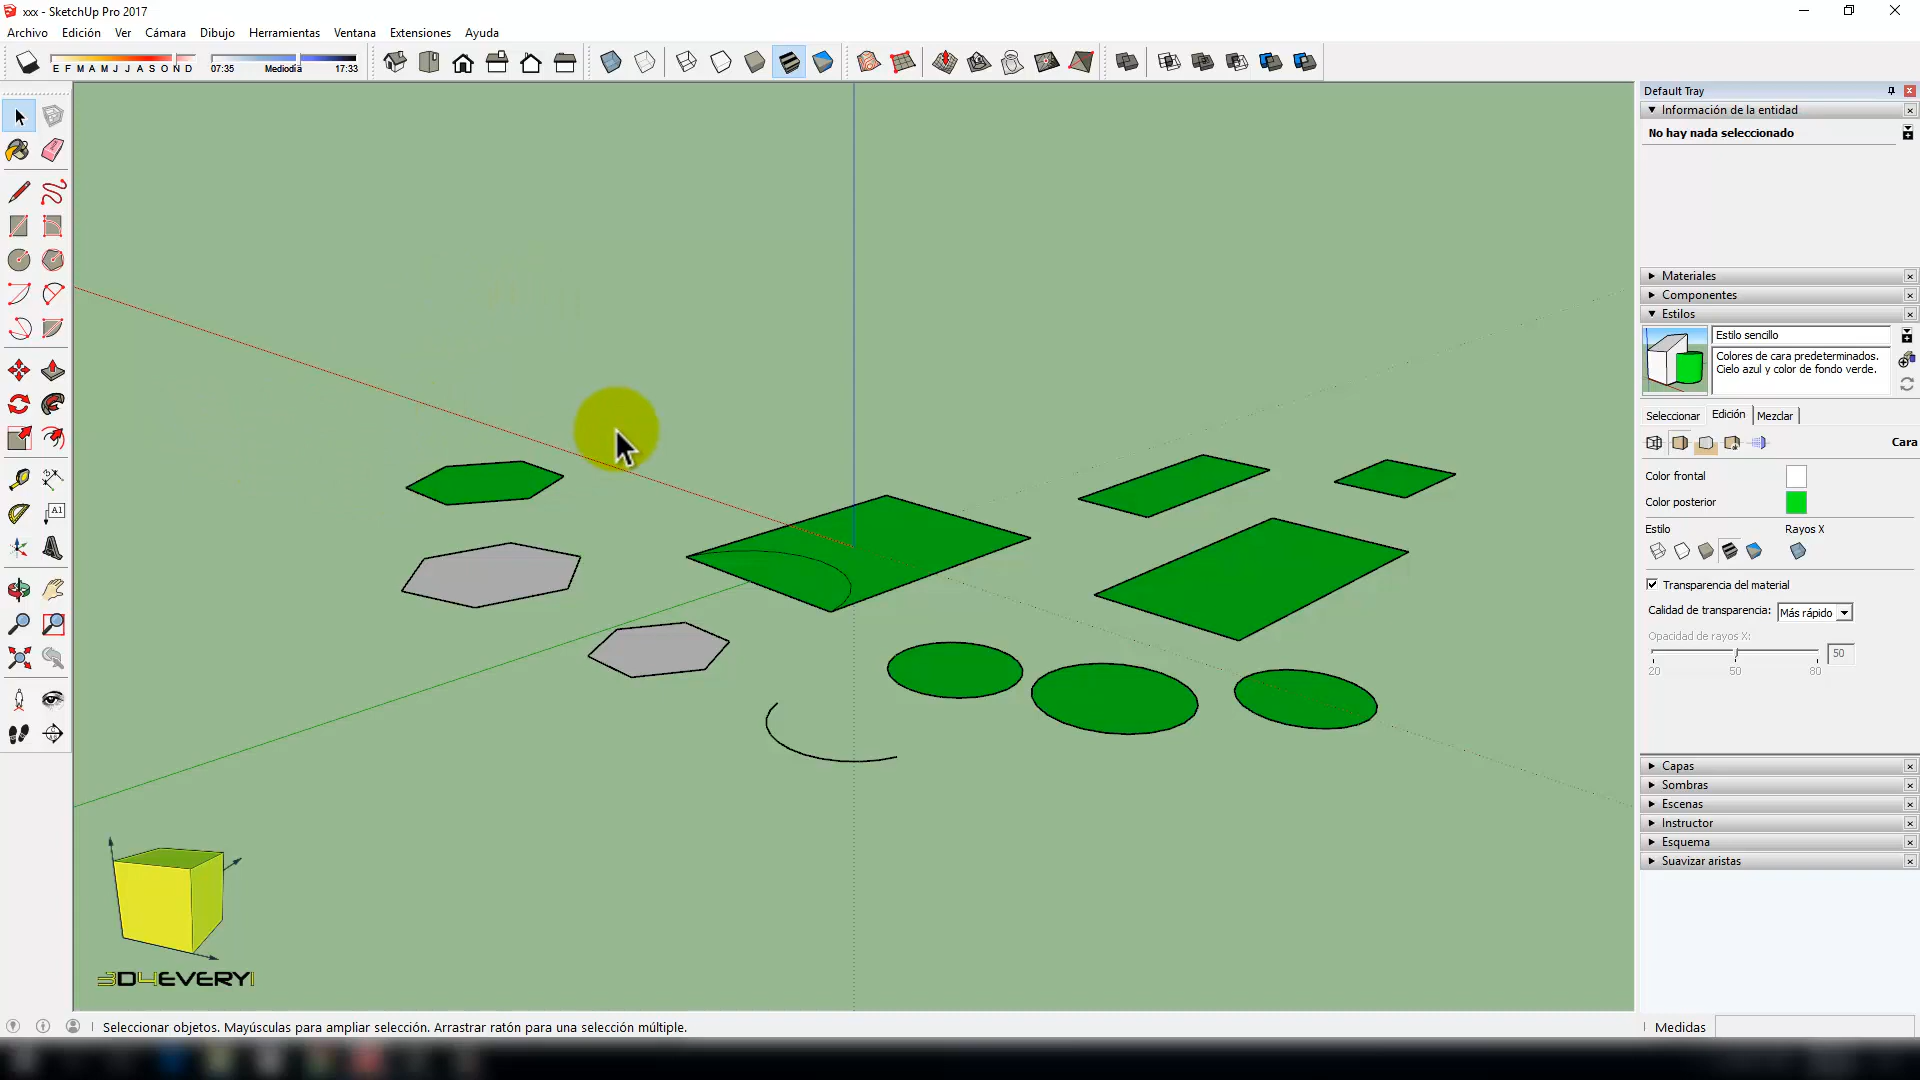 xxx - SketchUp Pro 2017
Archivo Edición Ver Cámara Dibujo Herramientas Ventana Extensiones Ayuda
E F M A M J J A S O N D 07:35 Mediodía 17:33
Default Tray
Información de la entidad
No hay nada seleccionado
Materiales
Componentes
Estilos
Estilo sencillo
Colores de cara predeterminados.
Cielo azul y color de fondo verde.
Seleccionar Edición Mezclar
Cara
Color frontal
Color posterior
Estilo Rayos X
Transparencia del material
Calidad de transparencia: Más rápido
Opacidad de rayos X:
50
20 50 80
Capas
Sombras
Escenas
Instructor
Esquema
Suavizar aristas
A1
3D4EVERY1
Seleccionar objetos. Mayúsculas para ampliar selección. Arrastrar ratón para una selección múltiple.
Medidas